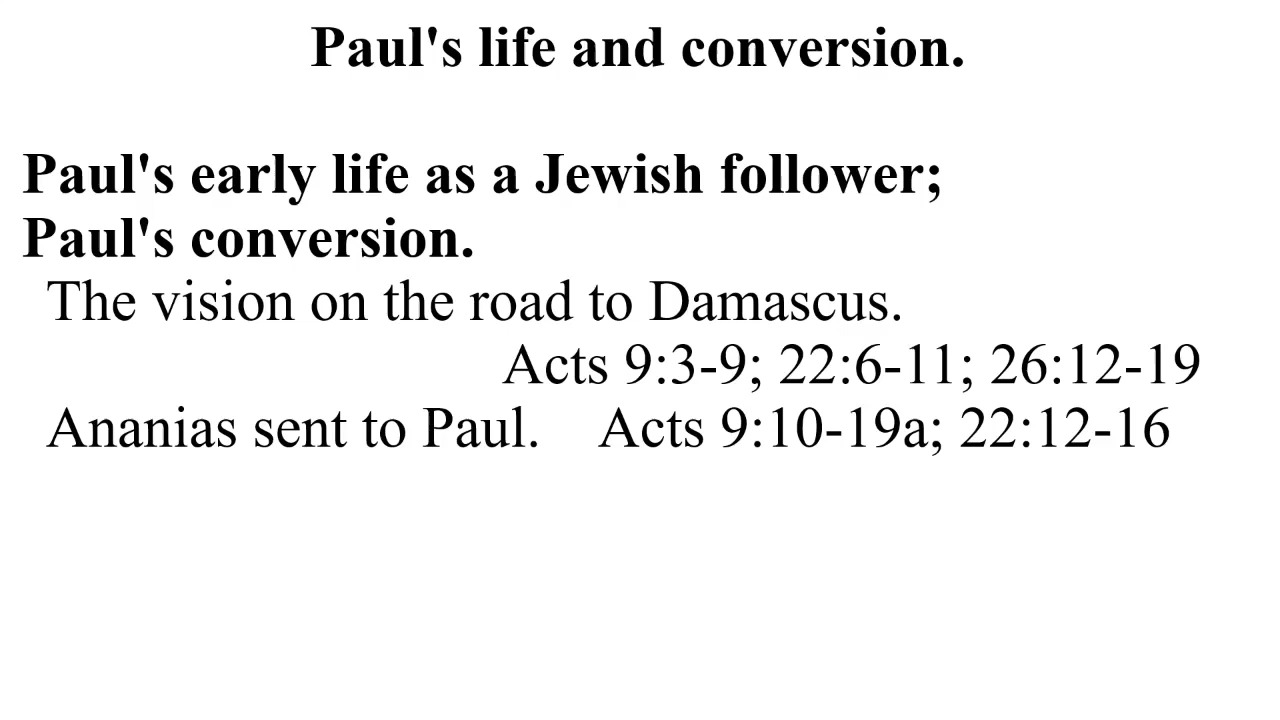 Paul's life and conversion.
Paul's early life as a Jewish follower;
Paul's conversion.
The vision on the road to Damascus.
Acts 9:3-9; 22:6-11; 26:12-19
Ananias sent to Paul. Acts 9:10-19a; 22:12-16